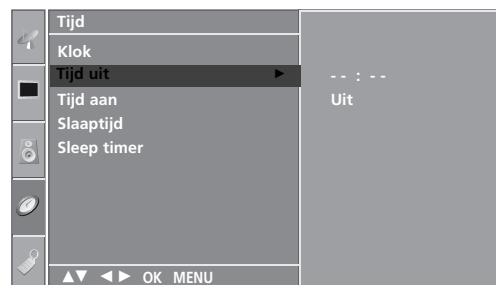 Tijd
Klok
Tijd uit ► - - : - -
Tijd aan Uit
Slaaptijd
Sleep timer
▲▼ ◄► OK MENU